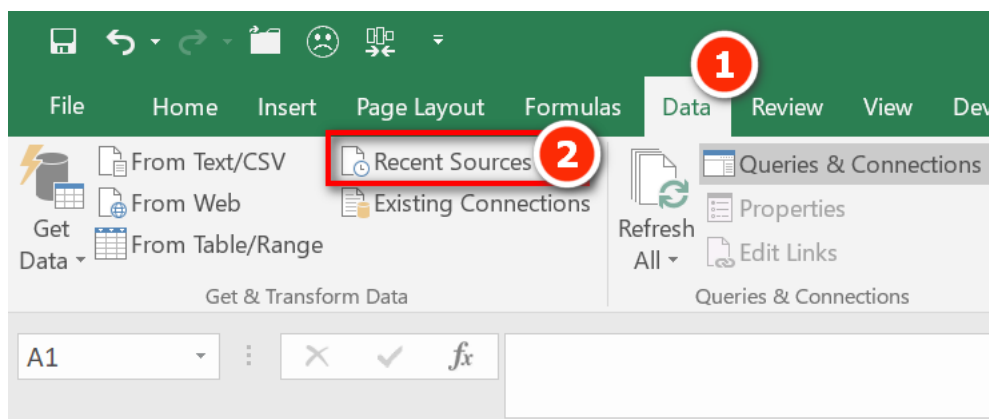 1
File Home Insert Page Layout Formulas Data Review View Dev
From Text/CSV Recent Sources 2 Queries & Connections
From Web Existing Connections Properties
Get Data From Table/Range Refresh All Edit Links
Get & Transform Data Queries & Connections
A1 fx